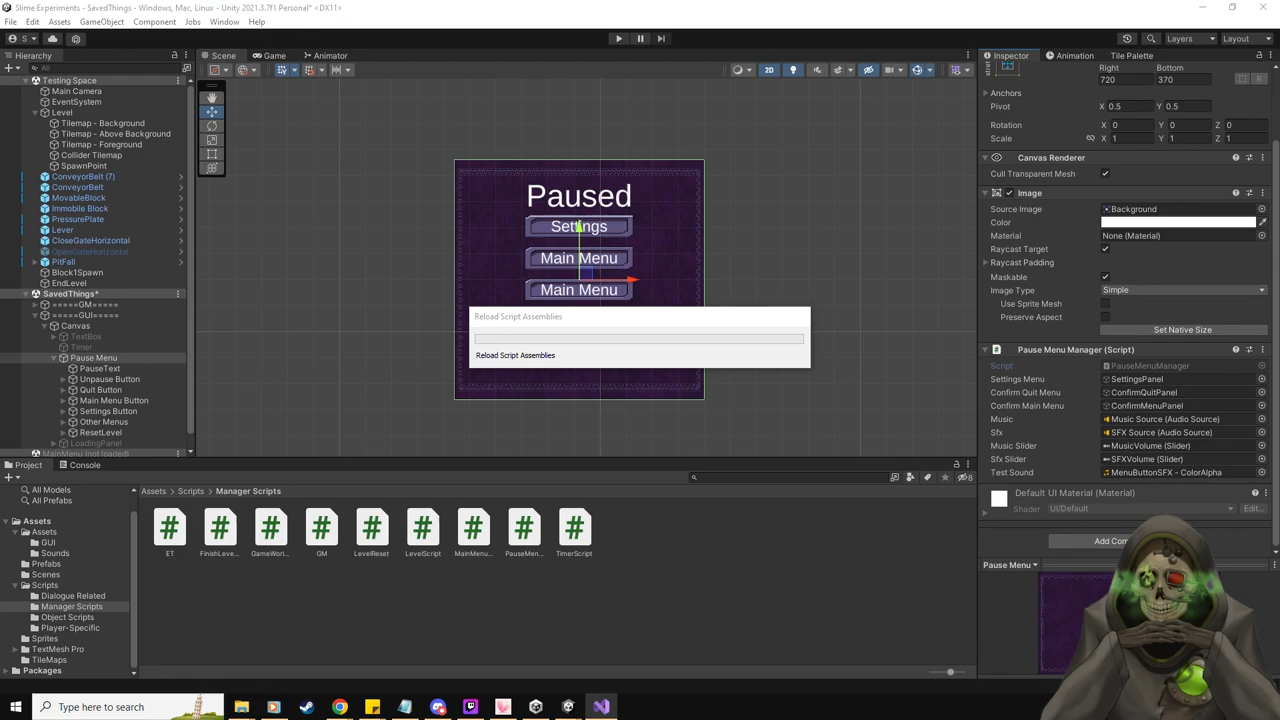 Slime Experiments - SavedThings - Windows, Mac, Linux - Unity 2021.3.7f1 Personal* <DX11>
File Edit Assets GameObject Component Jobs Window Help
S Layers Layout
Hierarchy
All
Testing Space
Main Camera
EventSystem
Level
Tilemap - Background
Tilemap - Above Background
Tilemap - Foreground
Collider Tilemap
SpawnPoint
ConveyorBelt (7)
ConveyorBelt
MovableBlock
Immobile Block
PressurePlate
Lever
CloseGateHorizontal
OpenGateHorizontal
PitFall
Block1Spawn
EndLevel
SavedThings*
=====GM=====
=====GUI=====
Canvas
TextBox
Timer
Pause Menu
PauseText
Unpause Button
Quit Button
Main Menu Button
Settings Button
Other Menus
ResetLevel
LoadingPanel
MainMenu (not loaded)
Scene Game Animator
2D
Paused
Settings
Main Menu
Main Menu
Reload Script Assemblies
Reload Script Assemblies
Inspector Animation Tile Palette
stret
Right Bottom
720 370
Anchors
Pivot X 0.5 Y 0.5
Rotation X 0 Y 0 Z 0
Scale X 1 Y 1 Z 1
Canvas Renderer
Cull Transparent Mesh
Image
Source Image Background
Color
Material None (Material)
Raycast Target
Raycast Padding
Maskable
Image Type Simple
Use Sprite Mesh
Preserve Aspect
Set Native Size
Pause Menu Manager (Script)
Script PauseMenuManager
Settings Menu SettingsPanel
Confirm Quit Menu ConfirmQuitPanel
Confirm Main Menu ConfirmMenuPanel
Music Music Source (Audio Source)
Sfx SFX Source (Audio Source)
Music Slider MusicVolume (Slider)
Sfx Slider SFXVolume (Slider)
Test Sound MenuButtonSFX - ColorAlpha
Default UI Material (Material)
Shader UI/Default Edit...
Add Com
Pause Menu
Project Console
8
All Models
All Prefabs
Assets
Assets
GUI
Sounds
Prefabs
Scenes
Scripts
Dialogue Related
Manager Scripts
Object Scripts
Player-Specific
Sprites
TextMesh Pro
TileMaps
Packages
Assets Scripts Manager Scripts
# # # # # # # # #
ET FinishLeve... GameWorl... GM LevelReset LevelScript MainMenu... PauseMen... TimerScript
Type here to search